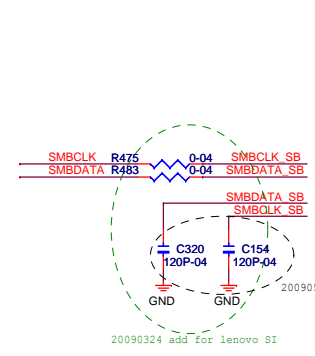 SMBCLK R475 0-04 SMBCLK_SB
SMBDATA R483 0-04 SMBDATA_SB
SMBDATA_SB
SMBCLK_SB
C320 C154
120P-04 120P-04
200905
GND GND
20090324 add for lenovo SI